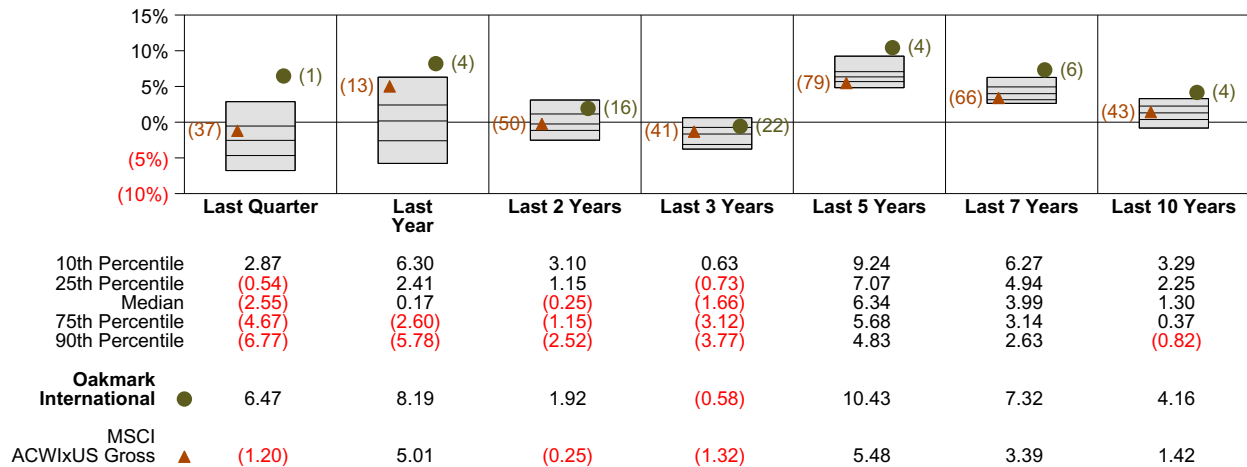 15%
10%
5%
0%
(5%)
(10%)
(37)
(1)
(13)
(4)
(50)
(16)
(41)
(22)
(79)
(4)
(66)
(6)
(43)
(4)
Last Quarter
Last
Year
Last 2 Years
Last 3 Years
Last 5 Years
Last 7 Years
Last 10 Years
10th Percentile 2.87 6.30 3.10 0.63 9.24 6.27 3.29
25th Percentile (0.54) 2.41 1.15 (0.73) 7.07 4.94 2.25
Median (2.55) 0.17 (0.25) (1.66) 6.34 3.99 1.30
75th Percentile (4.67) (2.60) (1.15) (3.12) 5.68 3.14 0.37
90th Percentile (6.77) (5.78) (2.52) (3.77) 4.83 2.63 (0.82)
Oakmark
International 6.47 8.19 1.92 (0.58) 10.43 7.32 4.16
MSCI
ACWIxUS Gross (1.20) 5.01 (0.25) (1.32) 5.48 3.39 1.42